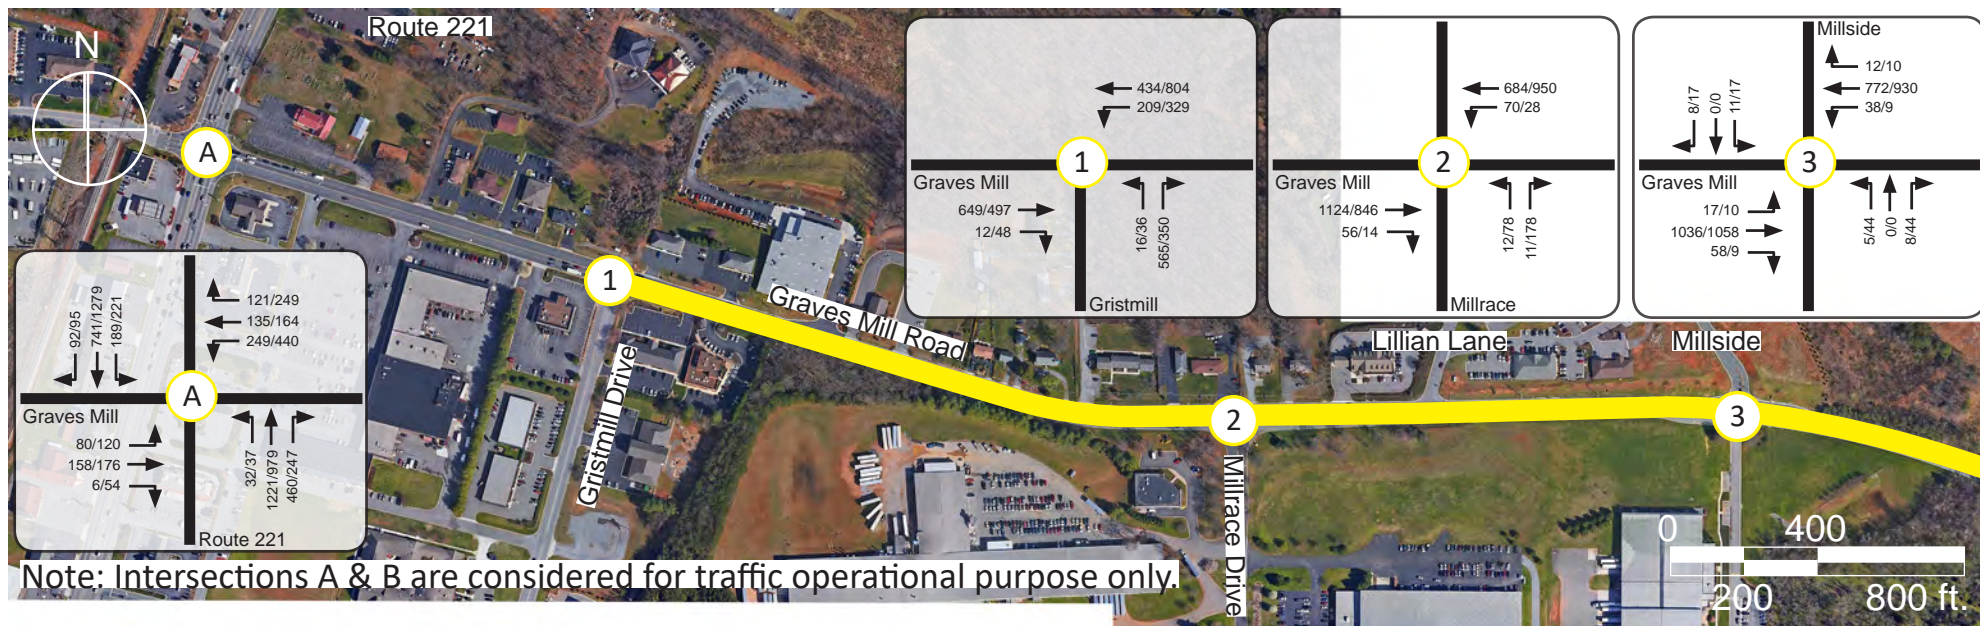 Route 221
N
A
1
Graves Mill Road
Gristmill Drive
2
Millrace Drive
Lillian Lane
Millside
3
92/95
741/1279
189/221
121/249
135/164
249/440
A
Graves Mill
80/120
158/176
6/54
32/37
1221/979
460/247
Route 221
434/804
209/329
1
Graves Mill
649/497
12/48
16/36
565/350
Gristmill
684/950
70/28
2
Graves Mill
1124/846
56/14
12/78
11/178
Millrace
Millside
12/10
772/930
38/9
8/17
0/0
11/17
3
Graves Mill
17/10
1036/1058
58/9
5/44
0/0
8/44
0 400
200 800 ft.
Note: Intersections A & B are considered for traffic operational purpose only.